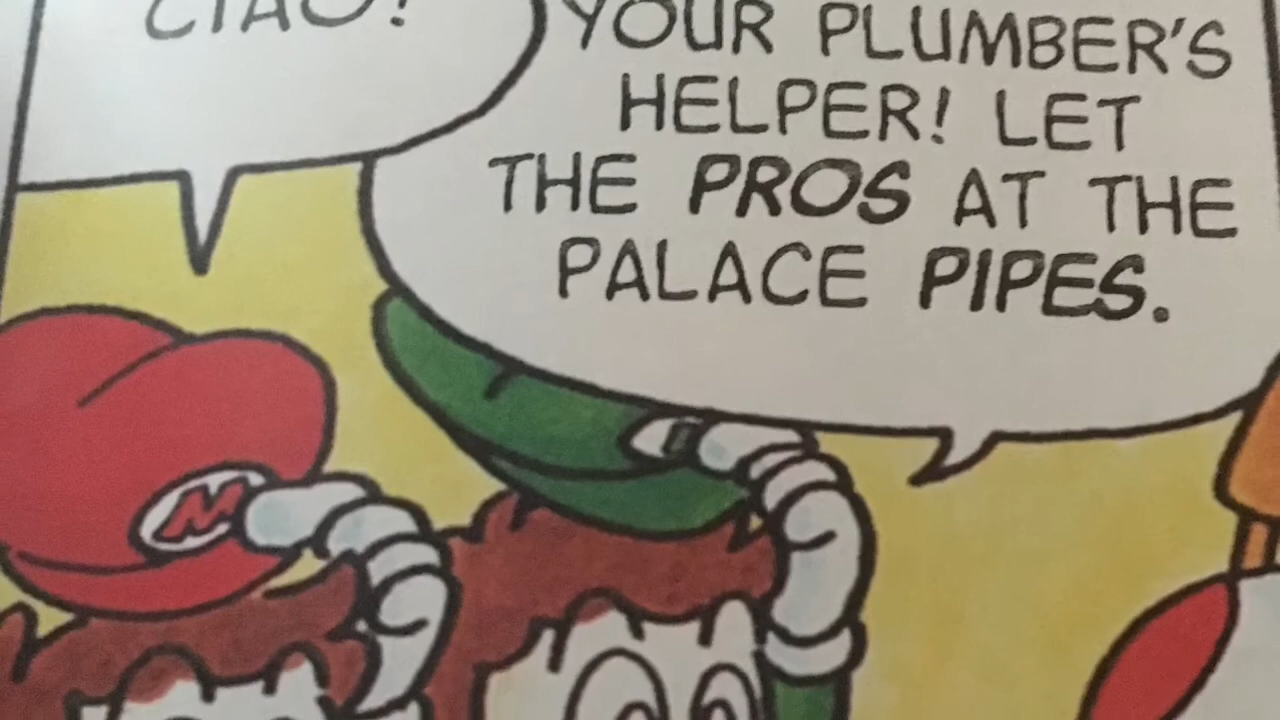 CIAO!
YOUR PLUMBER'S
HELPER! LET
THE PROS AT THE
PALACE PIPES.
M